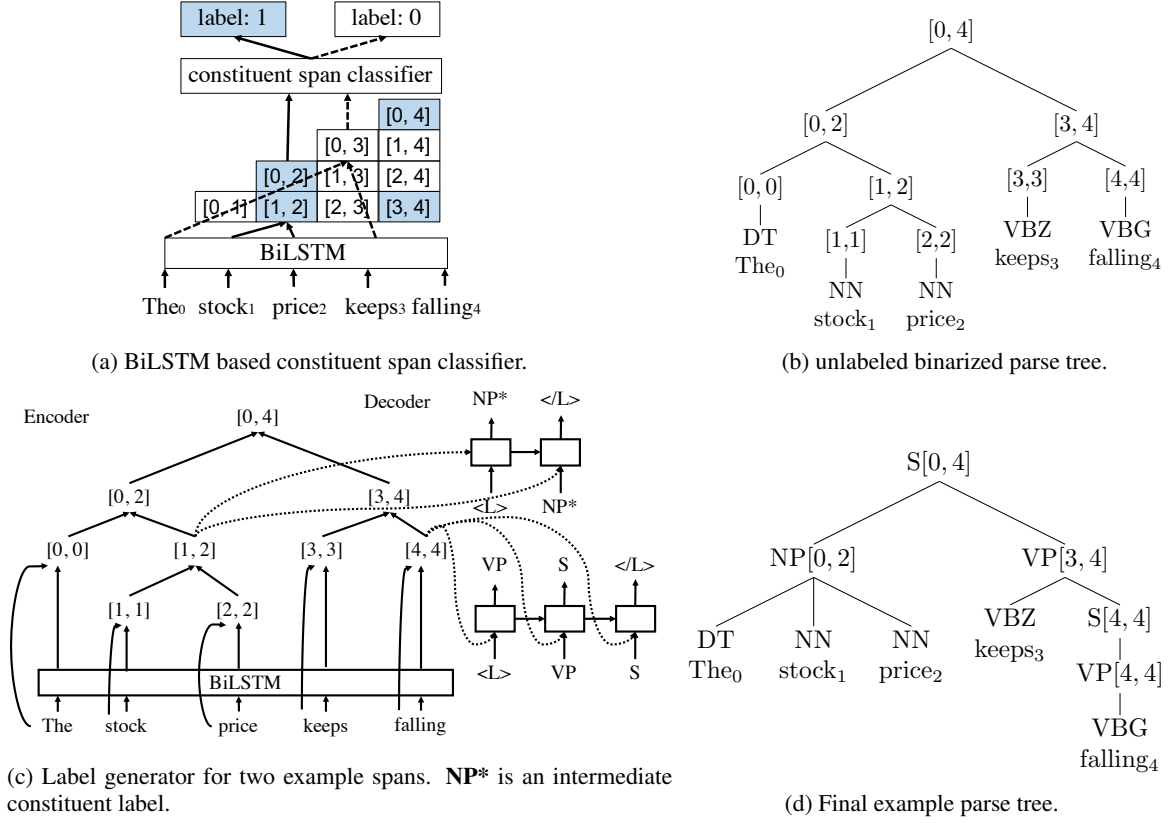 label: 1
label: 0
constituent span classifier
[0, 4]
[0, 3]
[1, 4]
[0, 2]
[1, 3]
[2, 4]
[0, 1]
[1, 2]
[2, 3]
[3, 4]
BiLSTM
The0 stock1 price2 keeps3 falling4
(a) BiLSTM based constituent span classifier.
[0, 4]
[0, 2]
[3, 4]
[0, 0]
[1, 2]
[3,3]
[4,4]
DT
The0
[1,1]
[2,2]
VBZ
keeps3
VBG
falling4
NN
stock1
NN
price2
(b) unlabeled binarized parse tree.
Encoder
Decoder
NP*
</L>
[0, 4]
[0, 2]
[3, 4]
<L>
NP*
[0, 0]
[1, 2]
[3, 3]
[4, 4]
VP
S
</L>
[1, 1]
[2, 2]
<L>
VP
S
BiLSTM
The stock price keeps falling
(c) Label generator for two example spans. NP* is an intermediate
constituent label.
S[0, 4]
NP[0, 2]
VP[3, 4]
DT
The0
NN
stock1
NN
price2
VBZ
keeps3
S[4, 4]
VP[4, 4]
VBG
falling4
(d) Final example parse tree.